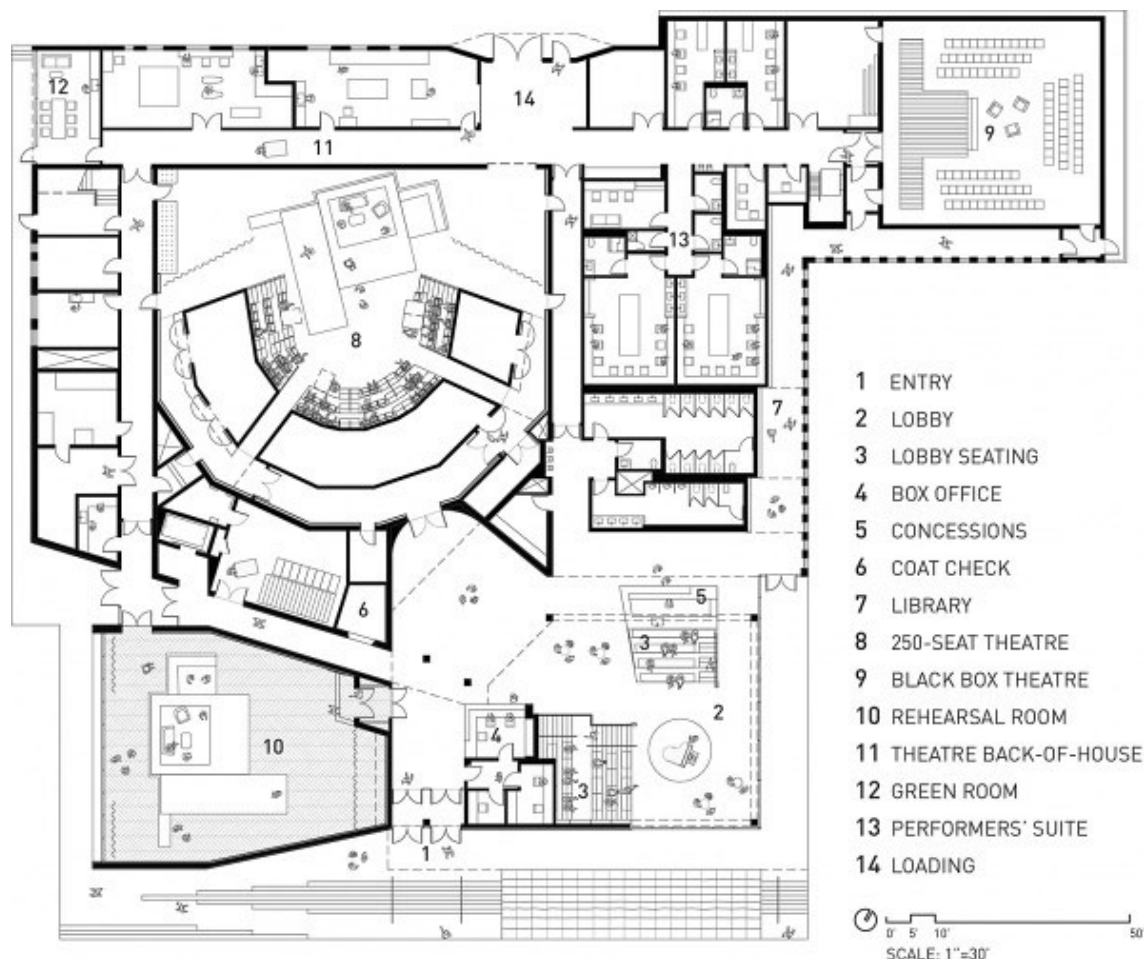 12
14
11
9
13
8
7
6
5
3
2
4
10
3
1
1 ENTRY
2 LOBBY
3 LOBBY SEATING
4 BOX OFFICE
5 CONCESSIONS
6 COAT CHECK
7 LIBRARY
8 250-SEAT THEATRE
9 BLACK BOX THEATRE
10 REHEARSAL ROOM
11 THEATRE BACK-OF-HOUSE
12 GREEN ROOM
13 PERFORMERS' SUITE
14 LOADING
0' 5' 10' 50'
SCALE: 1"=30'